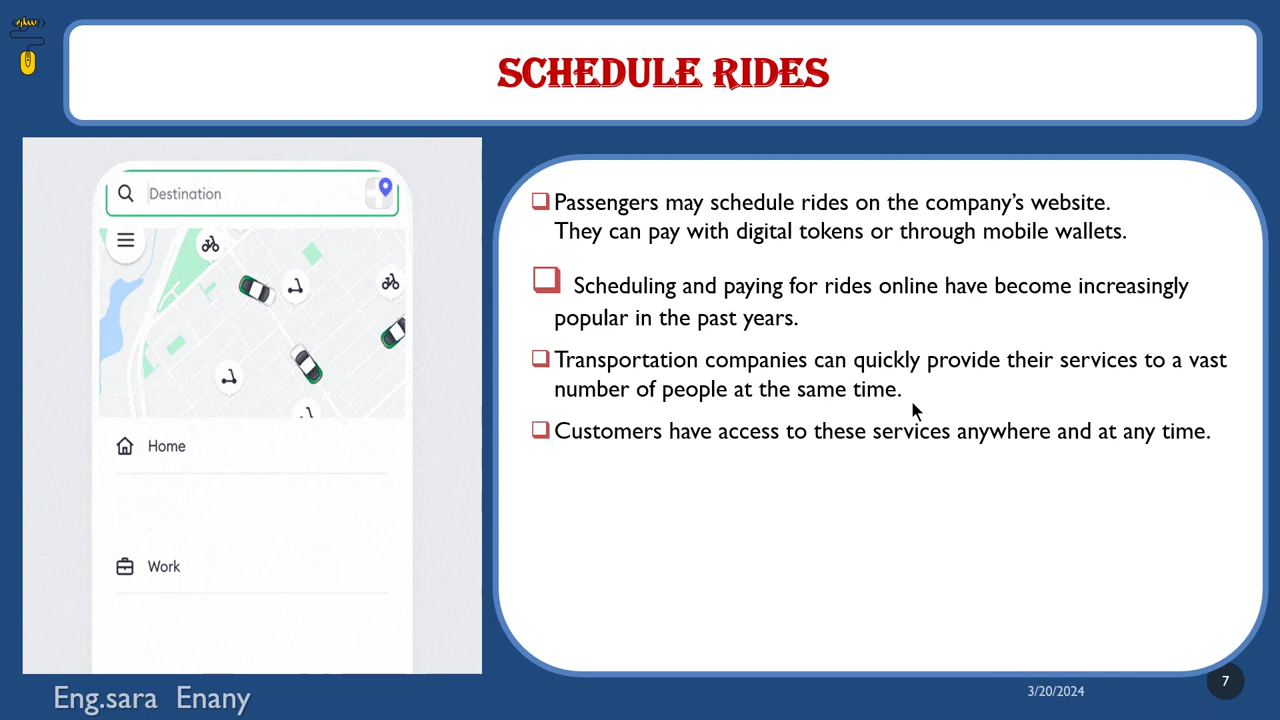 SCHEDULE RIDES
Destination
Home
Work
Passengers may schedule rides on the company’s website.
They can pay with digital tokens or through mobile wallets.
Scheduling and paying for rides online have become increasingly
popular in the past years.
Transportation companies can quickly provide their services to a vast
number of people at the same time.
Customers have access to these services anywhere and at any time.
Eng.sara Enany
3/20/2024
7